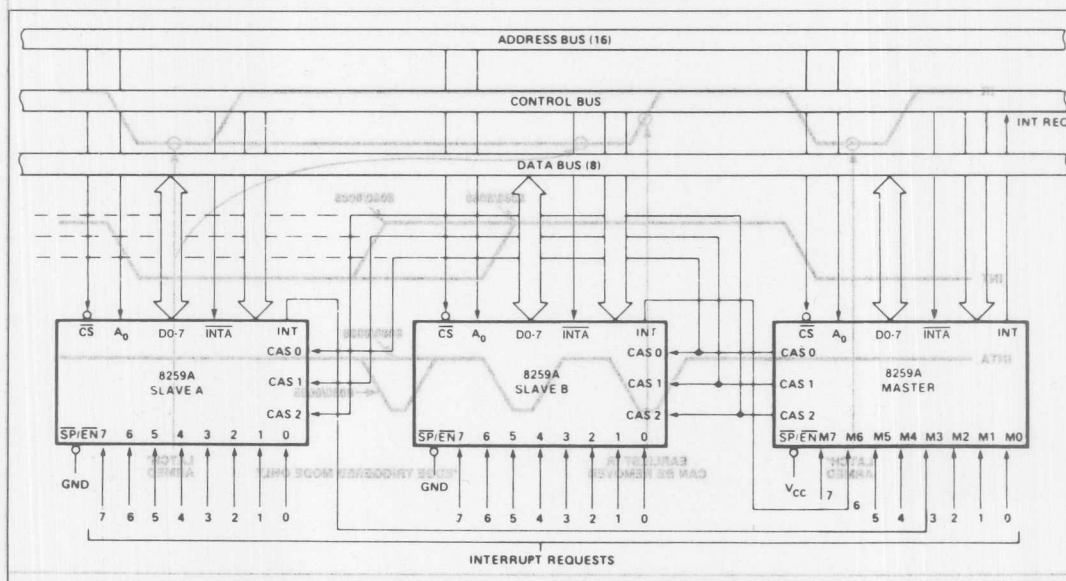 ADDRESS BUS (16)
CONTROL BUS
INT REQ
DATA BUS (8)
CS A0 D0-7 INTA INT
CAS 0
8259A
SLAVE A
CAS 1
CAS 2
SP/EN 7 6 5 4 3 2 1 0
GND
7 6 5 4 3 2 1 0
CS A0 D0-7 INTA INT
CAS 0
8259A
SLAVE B
CAS 1
CAS 2
SP/EN 7 6 5 4 3 2 1 0
GND
7 6 5 4 3 2 1 0
CS A0 D0-7 INTA INT
CAS 0
8259A
MASTER
CAS 1
CAS 2
SP/EN M7 M6 M5 M4 M3 M2 M1 M0
VCC
7 6 5 4 3 2 1 0
INTERRUPT REQUESTS